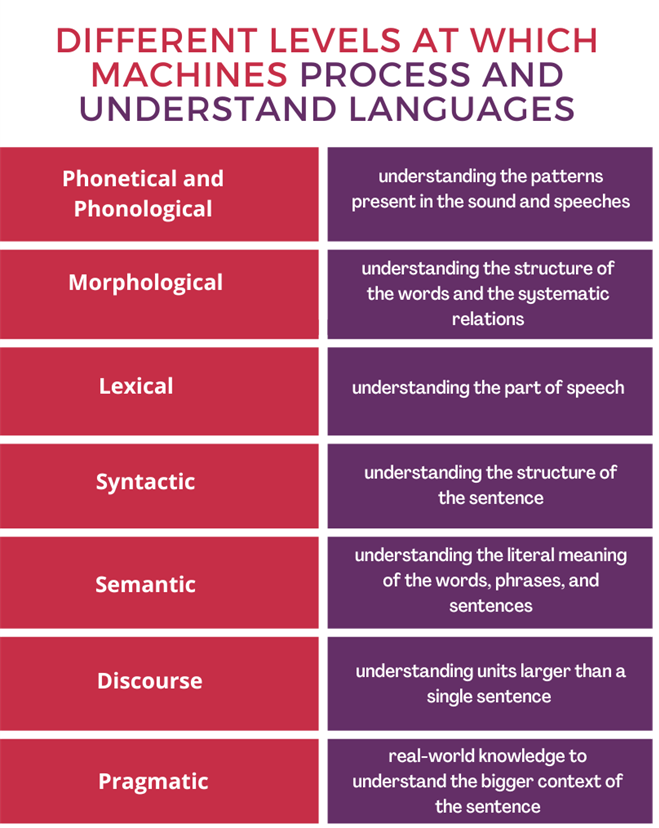 DIFFERENT LEVELS AT WHICH
MACHINES PROCESS AND
UNDERSTAND LANGUAGES
Phonetical and
Phonological
understanding the patterns
present in the sound and speeches
Morphological
understanding the structure of
the words and the systematic
relations
Lexical
understanding the part of speech
Syntactic
understanding the structure of
the sentence
Semantic
understanding the literal meaning
of the words, phrases, and
sentences
Discourse
understanding units larger than a
single sentence
Pragmatic
real-world knowledge to
understand the bigger context of
the sentence